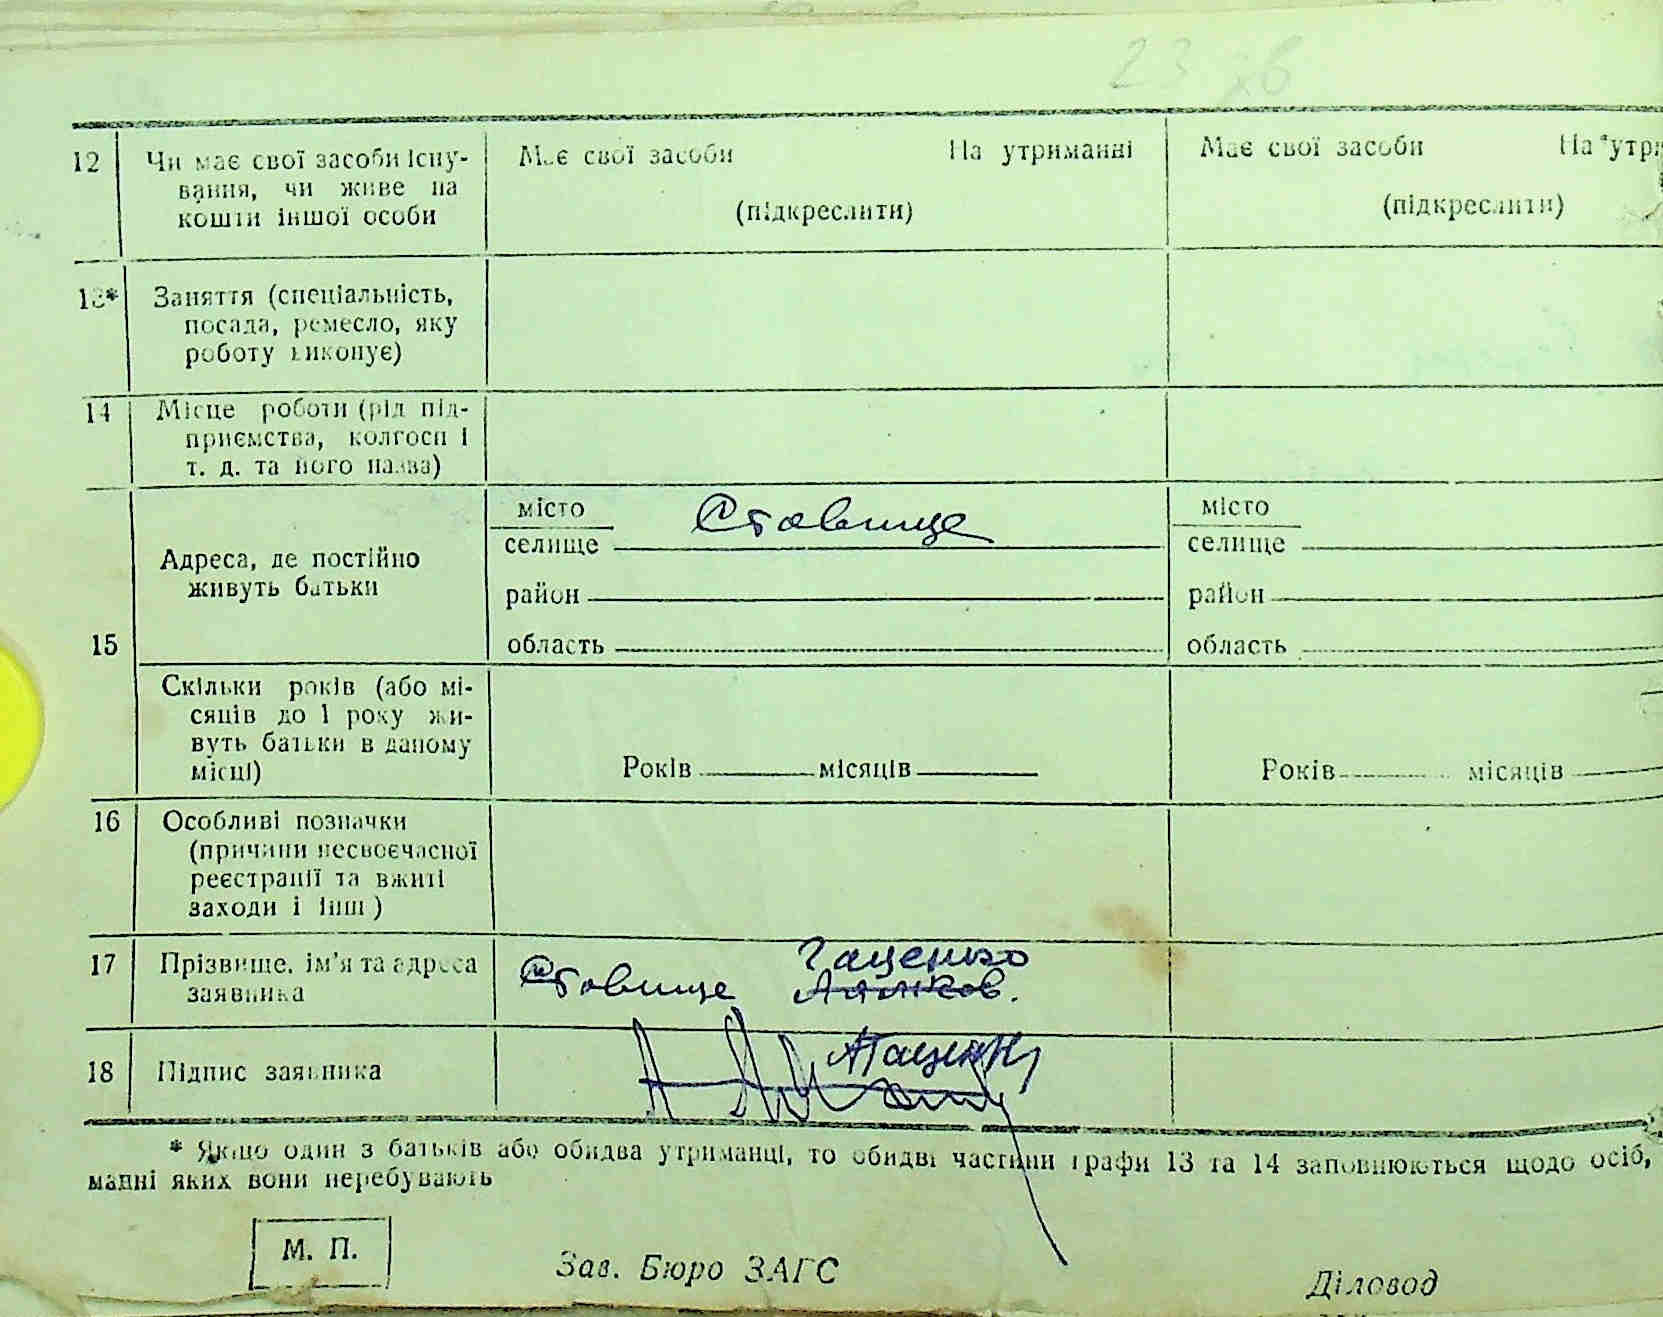 23
12 Чи має свої засоби існу- Має свої засоби На утриманні Має свої засоби На утри
вання, чи живе на (підкреслити) (підкреслити)
кошти іншої особи
13* Заняття (спеціальність,
посада, ремесло, яку
роботу виконує)
14 Місце роботи (рід під-
приємства, колгосп і
т. д. та його назва)
15 Адреса, де постійно
живуть батьки
місто Ставище місто
селище селище
район район
область область
Скільки років (або мі-
сяців до 1 року жи-
вуть батьки в даному
місці) Років місяців Років місяців
16 Особливі позначки
(причини несвоєчасної
реєстрації та вжиті
заходи і інш )
17 Прізвище, ім'я та адреса
заявника Ставище Гаценько
18 Підпис заявника
* Якщо один з батьків або обидва утриманці, то обидві частини графи 13 та 14 заповнюються щодо осіб,
манні яких вони перебувають
М. П.
Зав. Бюро ЗАГС
Діловод